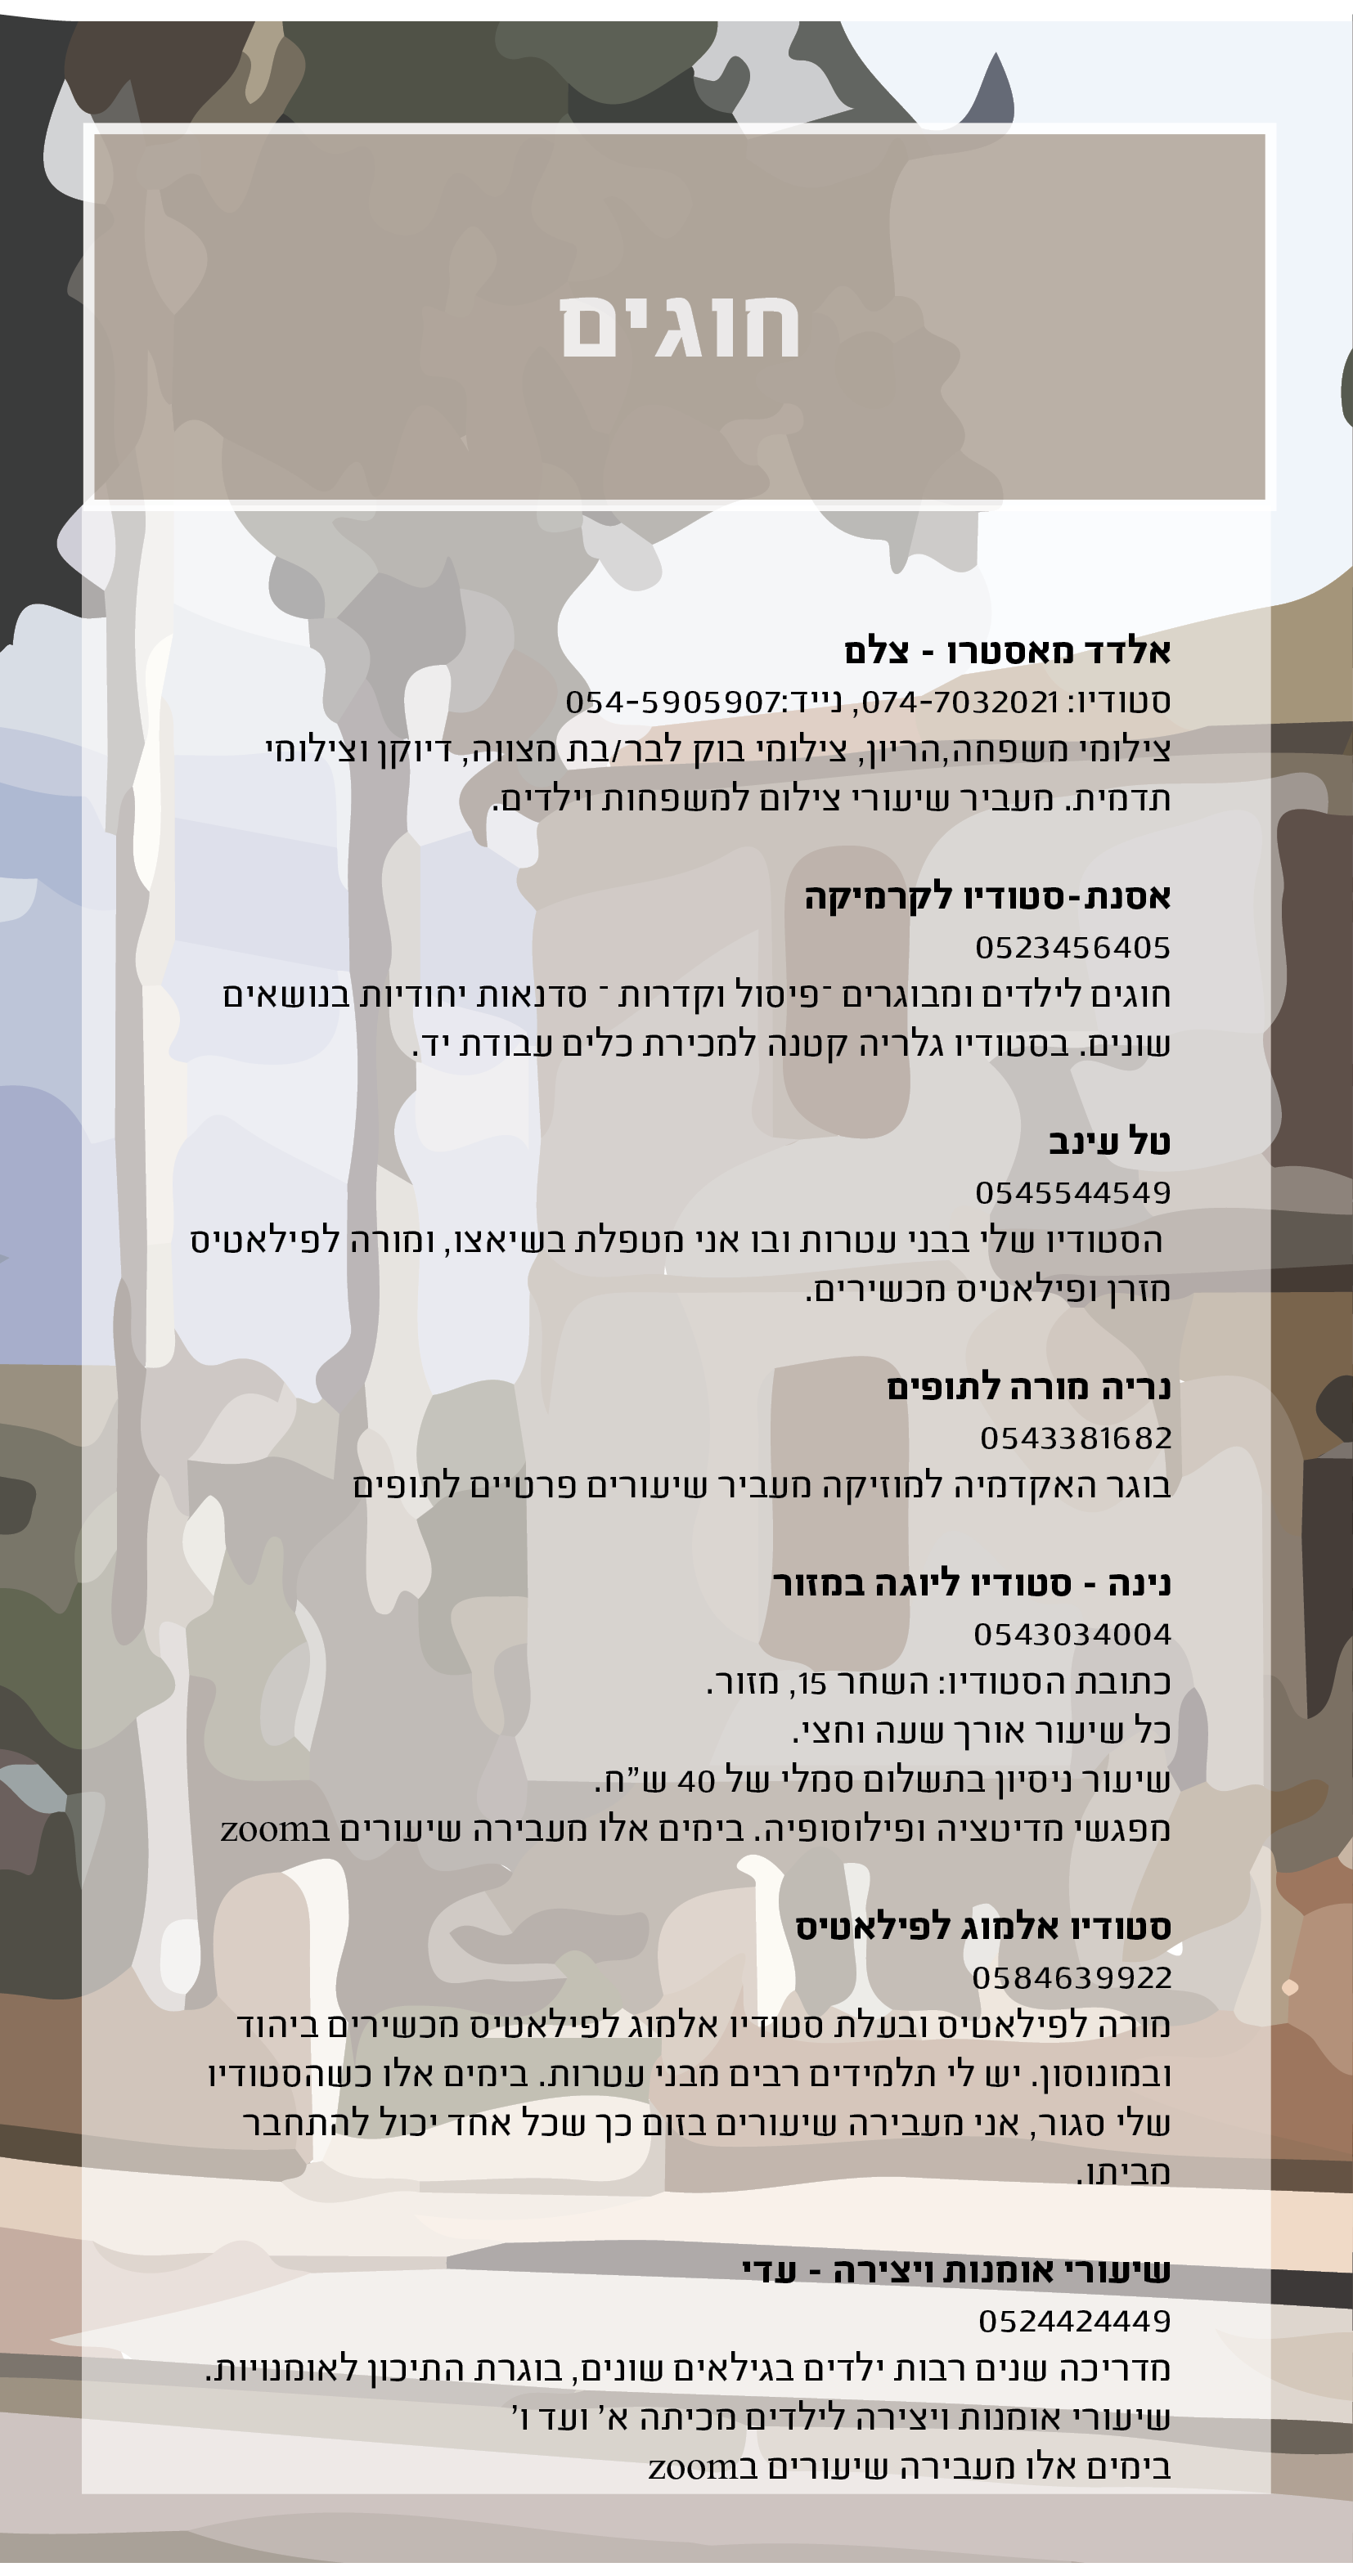 חוגים
אלדד מאסטרו - צלם
סטודיו: 074-7032021, נייד:054-5905907
צילומי משפחה,הריון, צילומי בוק לבר/בת מצווה, דיוקן וצילומי
תדמית. מעביר שיעורי צילום למשפחות וילדים.
אסנת-סטודיו לקרמיקה
0523456405
חוגים לילדים ומבוגרים -פיסול וקדרות - סדנאות יחודיות בנושאים
שונים. בסטודיו גלריה קטנה למכירת כלים עבודת יד.
טל עינב
0545544549
הסטודיו שלי בבני עטרות ובו אני מטפלת בשיאצו, ומורה לפילאטיס
מזרן ופילאטיס מכשירים.
נריה מורה לתופים
0543381682
בוגר האקדמיה למוזיקה מעביר שיעורים פרטיים לתופים
נינה - סטודיו ליוגה במזור
0543034004
כתובת הסטודיו: השחר 15, מזור.
כל שיעור אורך שעה וחצי.
שיעור ניסיון בתשלום סמלי של 40 ש”ח.
מפגשי מדיטציה ופילוסופיה. בימים אלו מעבירה שיעורים בzoom
סטודיו אלמוג לפילאטיס
0584639922
מורה לפילאטיס ובעלת סטודיו אלמוג לפילאטיס מכשירים ביהוד
ובמונוסון. יש לי תלמידים רבים מבני עטרות. בימים אלו כשהסטודיו
שלי סגור, אני מעבירה שיעורים בזום כך שכל אחד יכול להתחבר
מביתו.
שיעורי אומנות ויצירה - עדי
0524424449
מדריכה שנים רבות ילדים בגילאים שונים, בוגרת התיכון לאומנויות.
שיעורי אומנות ויצירה לילדים מכיתה א’ ועד ו’
בימים אלו מעבירה שיעורים בzoom